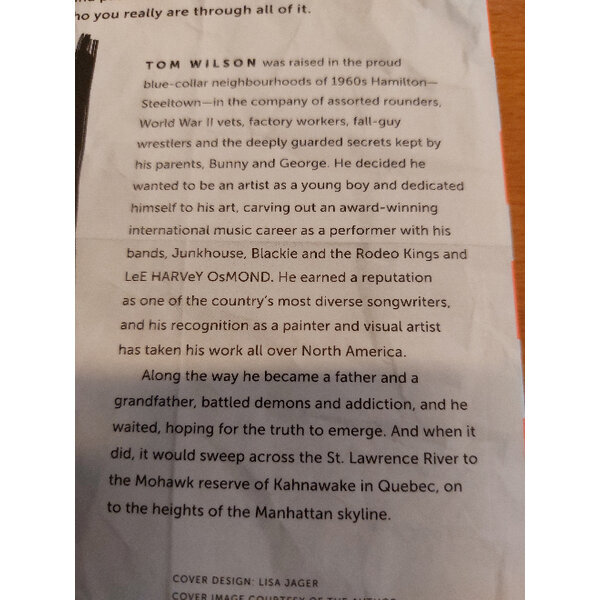 ho you really are through all of it.
TOM WILSON was raised in the proud
blue-collar neighbourhoods of 1960s Hamilton—
Steeltown—in the company of assorted rounders,
World War II vets, factory workers, fall-guy
wrestlers and the deeply guarded secrets kept by
his parents, Bunny and George. He decided he
wanted to be an artist as a young boy and dedicated
himself to his art, carving out an award-winning
international music career as a performer with his
bands, Junkhouse, Blackie and the Rodeo Kings and
LeE HARVeY OsMOND. He earned a reputation
as one of the country's most diverse songwriters,
and his recognition as a painter and visual artist
has taken his work all over North America.
Along the way he became a father and a
grandfather, battled demons and addiction, and he
waited, hoping for the truth to emerge. And when it
did, it would sweep across the St. Lawrence River to
the Mohawk reserve of Kahnawake in Quebec, on
to the heights of the Manhattan skyline.
COVER DESIGN: LISA JAGER
COVER IMAGE COURTESY OF THE AUTHOR